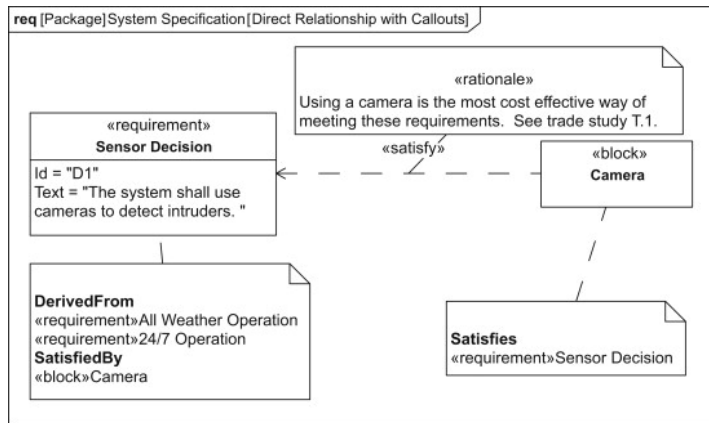 req [Package]System Specification[Direct Relationship with Callouts]
«rationale»
Using a camera is the most cost effective way of
meeting these requirements.  See trade study T.1.
«requirement»
Sensor Decision
Id = "D1"
Text = "The system shall use
cameras to detect intruders. "
«satisfy»
«block»
Camera
DerivedFrom
«requirement»All Weather Operation
«requirement»24/7 Operation
SatisfiedBy
«block»Camera
Satisfies
«requirement»Sensor Decision